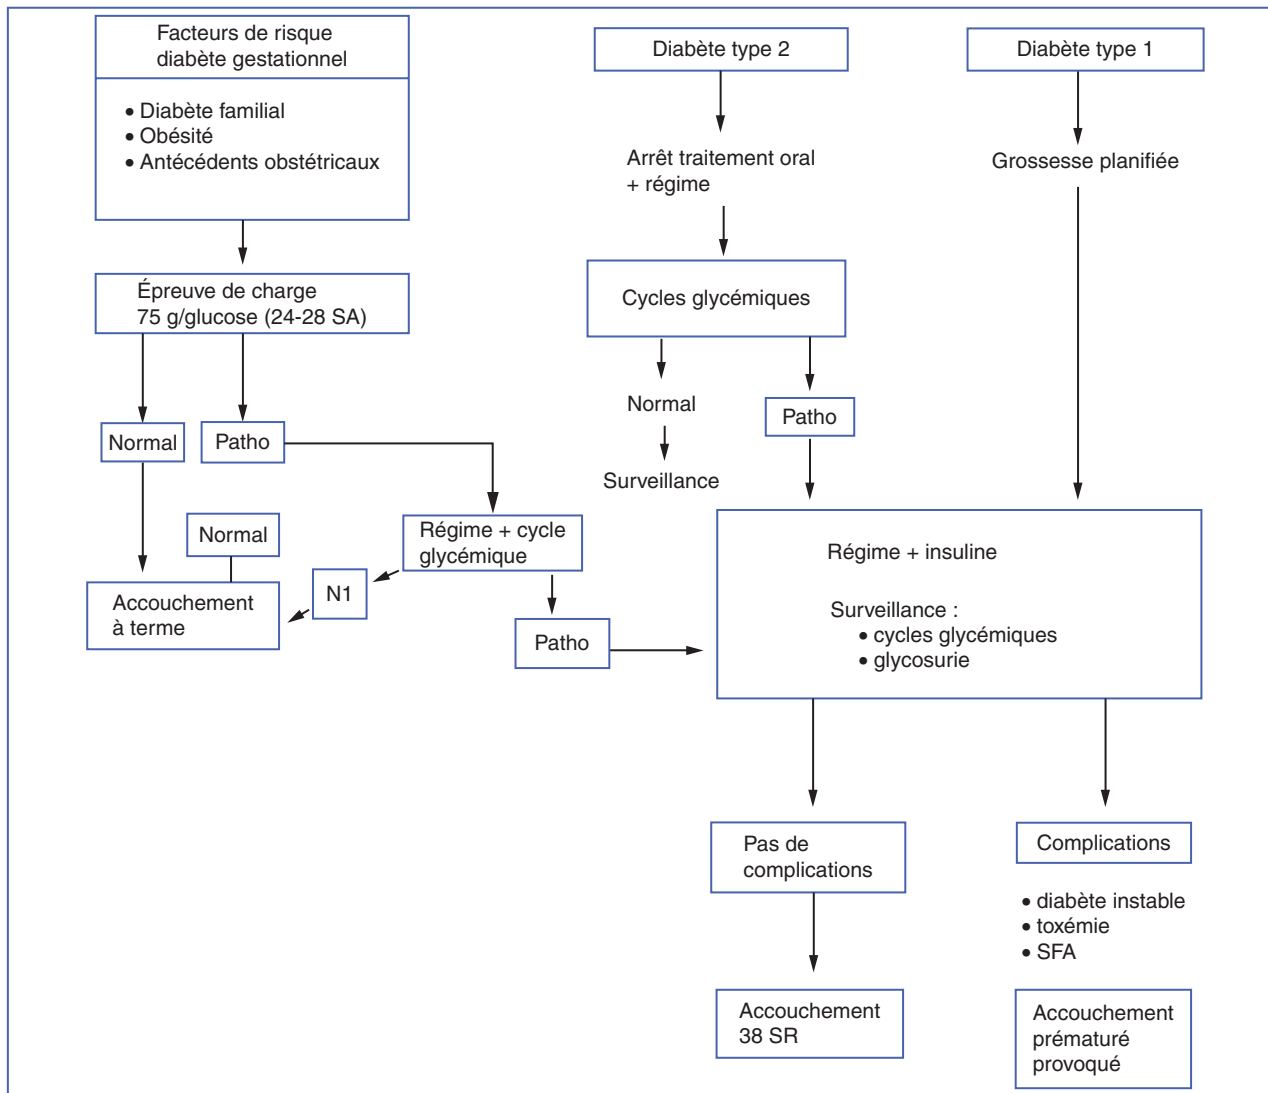 Facteurs de risque
diabète gestationnel
• Diabète familial
• Obésité
• Antécédents obstétricaux
Épreuve de charge
75 g/glucose (24-28 SA)
Normal
Patho
Normal
Accouchement
à terme
N1
Régime + cycle
glycémique
Patho
Diabète type 2
Arrêt traitement oral
+ régime
Cycles glycémiques
Normal
Surveillance
Patho
Diabète type 1
Grossesse planifiée
Régime + insuline
Surveillance :
• cycles glycémiques
• glycosurie
Pas de
complications
Accouchement
38 SR
Complications
• diabète instable
• toxémie
• SFA
Accouchement
prématuré
provoqué